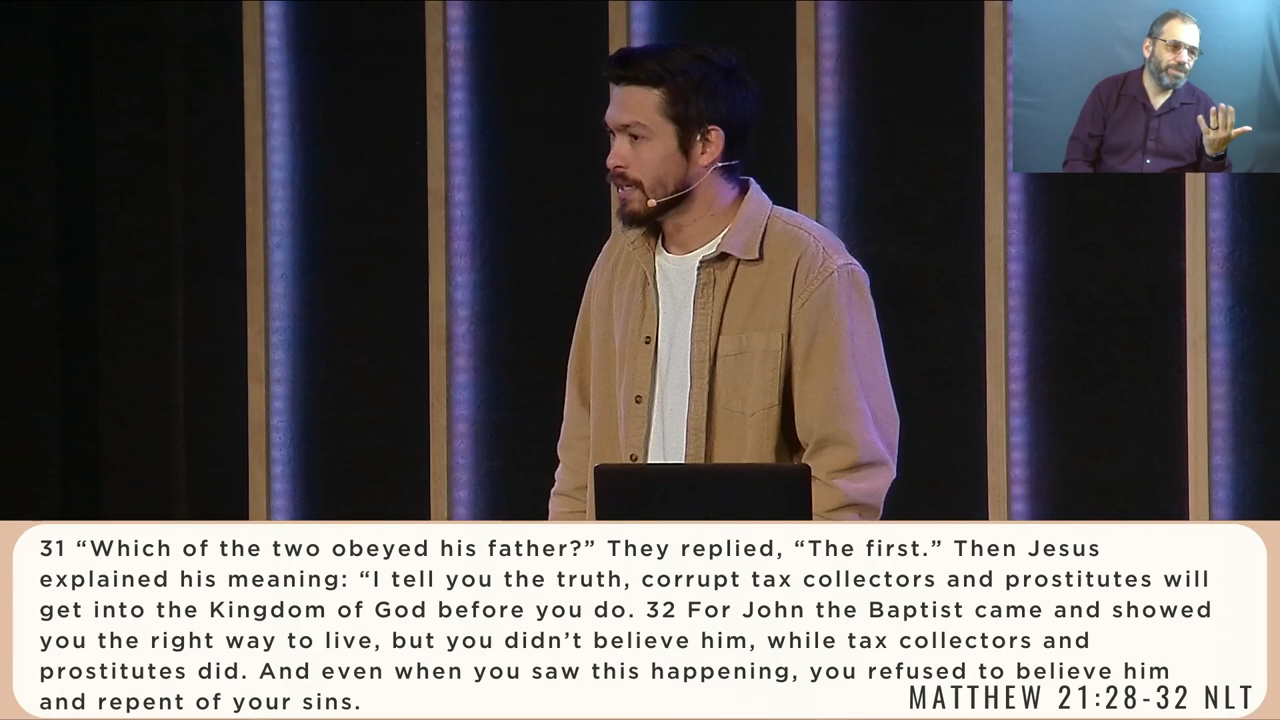 31 “Which of the two obeyed his father?” They replied, “The first.” Then Jesus
explained his meaning: “I tell you the truth, corrupt tax collectors and prostitutes will
get into the Kingdom of God before you do. 32 For John the Baptist came and showed
you the right way to live, but you didn’t believe him, while tax collectors and
prostitutes did. And even when you saw this happening, you refused to believe him
and repent of your sins.
MATTHEW 21:28-32 NLT